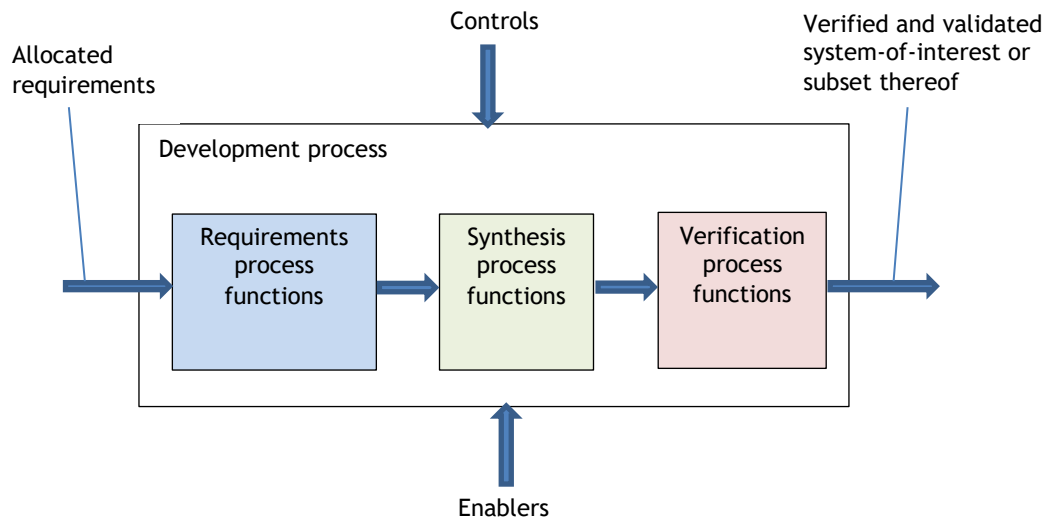 Controls
Verified and validated
system-of-interest or
subset thereof
Allocated
requirements
Development process
Requirements
process
functions
Synthesis
process
functions
Verification
process
functions
Enablers